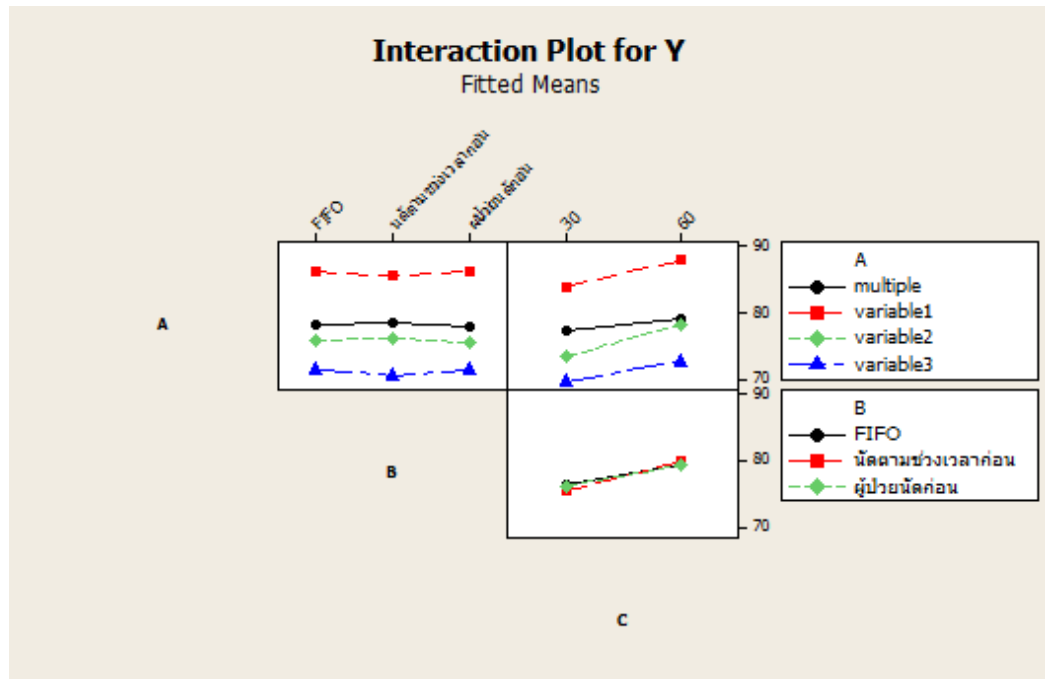 Interaction Plot for Y
Fitted Means
FIFO
นัดตามช่วงเวลาก่อน
ผู้ป่วยนัดก่อน
30
60
A
90
80
70
A
multiple
variable1
variable2
variable3
B
90
80
70
B
FIFO
นัดตามช่วงเวลาก่อน
ผู้ป่วยนัดก่อน
C